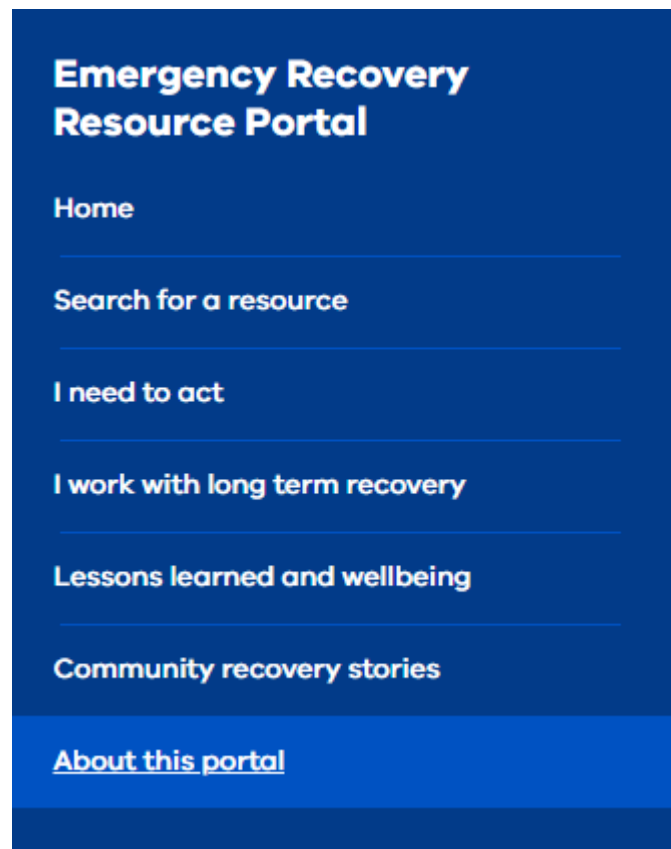 Emergency Recovery
Resource Portal
Home
Search for a resource
I need to act
I work with long term recovery
Lessons learned and wellbeing
Community recovery stories
About this portal